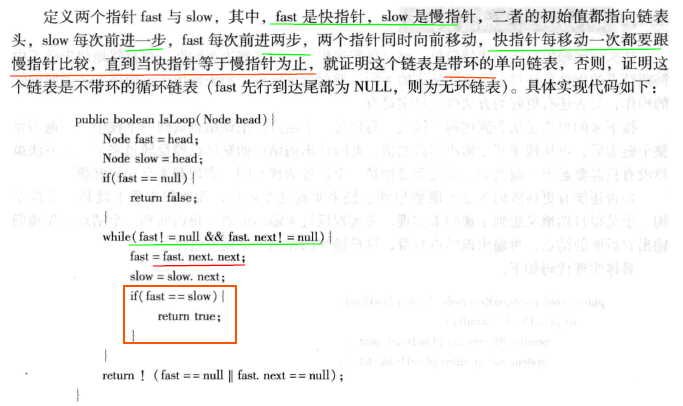 定义两个指针 fast 与 slow，其中，fast 是快指针，slow 是慢指针，二者的初始值都指向链表
头，slow 每次前进一步，fast 每次前进两步，两个指针同时向前移动，快指针每移动一次都要跟
慢指针比较，直到当快指针等于慢指针为止，就证明这个链表是带环的单向链表，否则，证明这
个链表是不带环的循环链表（fast 先行到达尾部为 NULL，则为无环链表）。具体实现代码如下：
public boolean IsLoop(Node head){
Node fast = head;
Node slow = head;
if(fast == null){
return false;
}
while(fast! = null && fast. next! = null){
fast = fast. next. next;
slow = slow. next;
if(fast == slow){
return true;
}
}
return ! (fast == null ‖ fast. next == null);
}